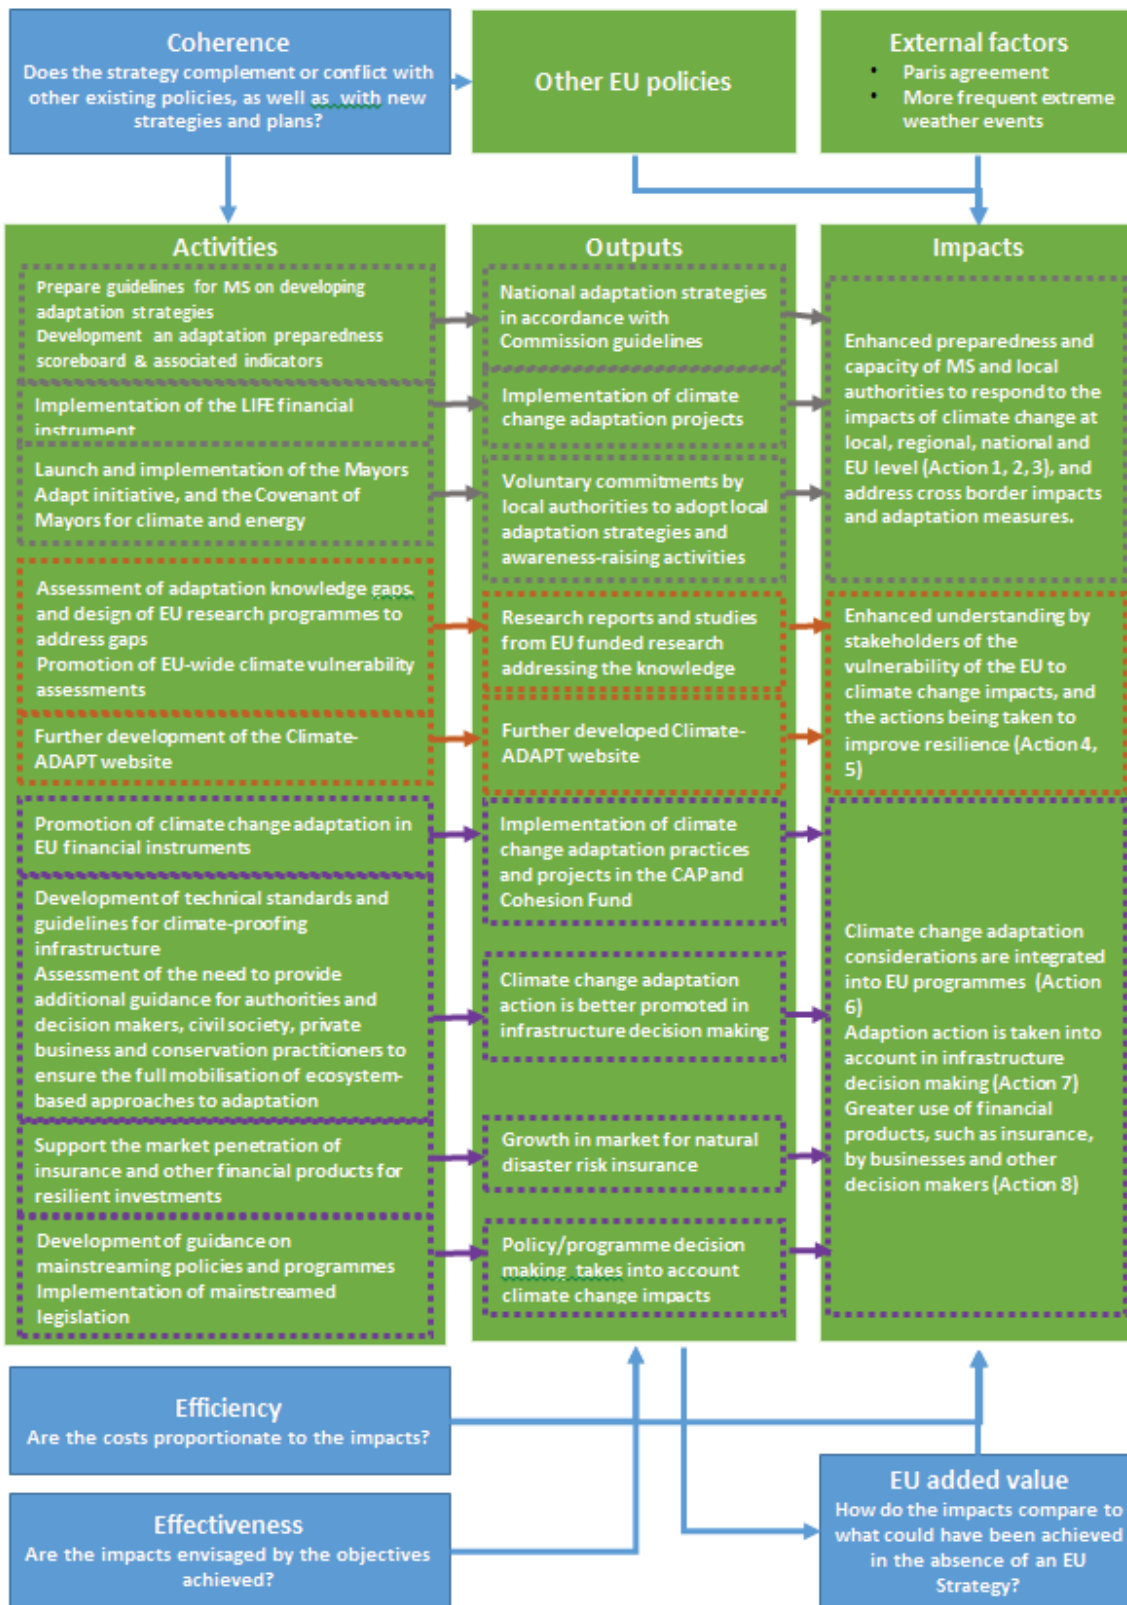 Coherence
Does the strategy complement or conflict with
other existing policies, as well as with new
strategies and plans?
Other EU policies
External factors
• Paris agreement
• More frequent extreme
weather events
Activities
Prepare guidelines for MS on developing
adaptation strategies
Development an adaptation preparedness
scoreboard & associated indicators
Implementation of the LIFE financial
instrument
Launch and implementation of the Mayors
Adapt initiative, and the Covenant of
Mayors for climate and energy
Assessment of adaptation knowledge gaps.
and design of EU research programmes to
address gaps
Promotion of EU-wide climate vulnerability
assessments
Further development of the Climate-
ADAPT website
Promotion of climate change adaptation in
EU financial instruments
Development of technical standards and
guidelines for climate-proofing
infrastructure
Assessment of the need to provide
additional guidance for authorities and
decision makers, civil society, private
business and conservation practitioners to
ensure the full mobilisation of ecosystem-
based approaches to adaptation
Support the market penetration of
insurance and other financial products for
resilient investments
Development of guidance on
mainstreaming policies and programmes
Implementation of mainstreamed
legislation
Outputs
National adaptation strategies
in accordance with
Commission guidelines
Implementation of climate
change adaptation projects
Voluntary commitments by
local authorities to adopt local
adaptation strategies and
awareness-raising activities
Research reports and studies
from EU funded research
addressing the knowledge
Further developed Climate-
ADAPT website
Implementation of climate
change adaptation practices
and projects in the CAP and
Cohesion Fund
Climate change adaptation
action is better promoted in
infrastructure decision making
Growth in market for natural
disaster risk insurance
Policy/programme decision
making takes into account
climate change impacts
Impacts
Enhanced preparedness and
capacity of MS and local
authorities to respond to the
impacts of climate change at
local, regional, national and
EU level (Action 1, 2, 3), and
address cross border impacts
and adaptation measures.
Enhanced understanding by
stakeholders of the
vulnerability of the EU to
climate change impacts, and
the actions being taken to
improve resilience (Action 4,
5)
Climate change adaptation
considerations are integrated
into EU programmes (Action
6)
Adaption action is taken into
account in infrastructure
decision making (Action 7)
Greater use of financial
products, such as insurance,
by businesses and other
decision makers (Action 8)
Efficiency
Are the costs proportionate to the impacts?
Effectiveness
Are the impacts envisaged by the objectives
achieved?
EU added value
How do the impacts compare to
what could have been achieved
in the absence of an EU
Strategy?